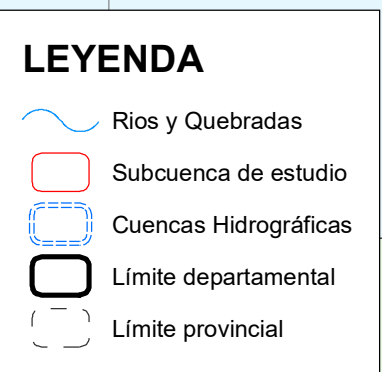 LEYENDA
Rios y Quebradas
Subcuenca de estudio
Cuencas Hidrográficas
Límite departamental
Límite provincial